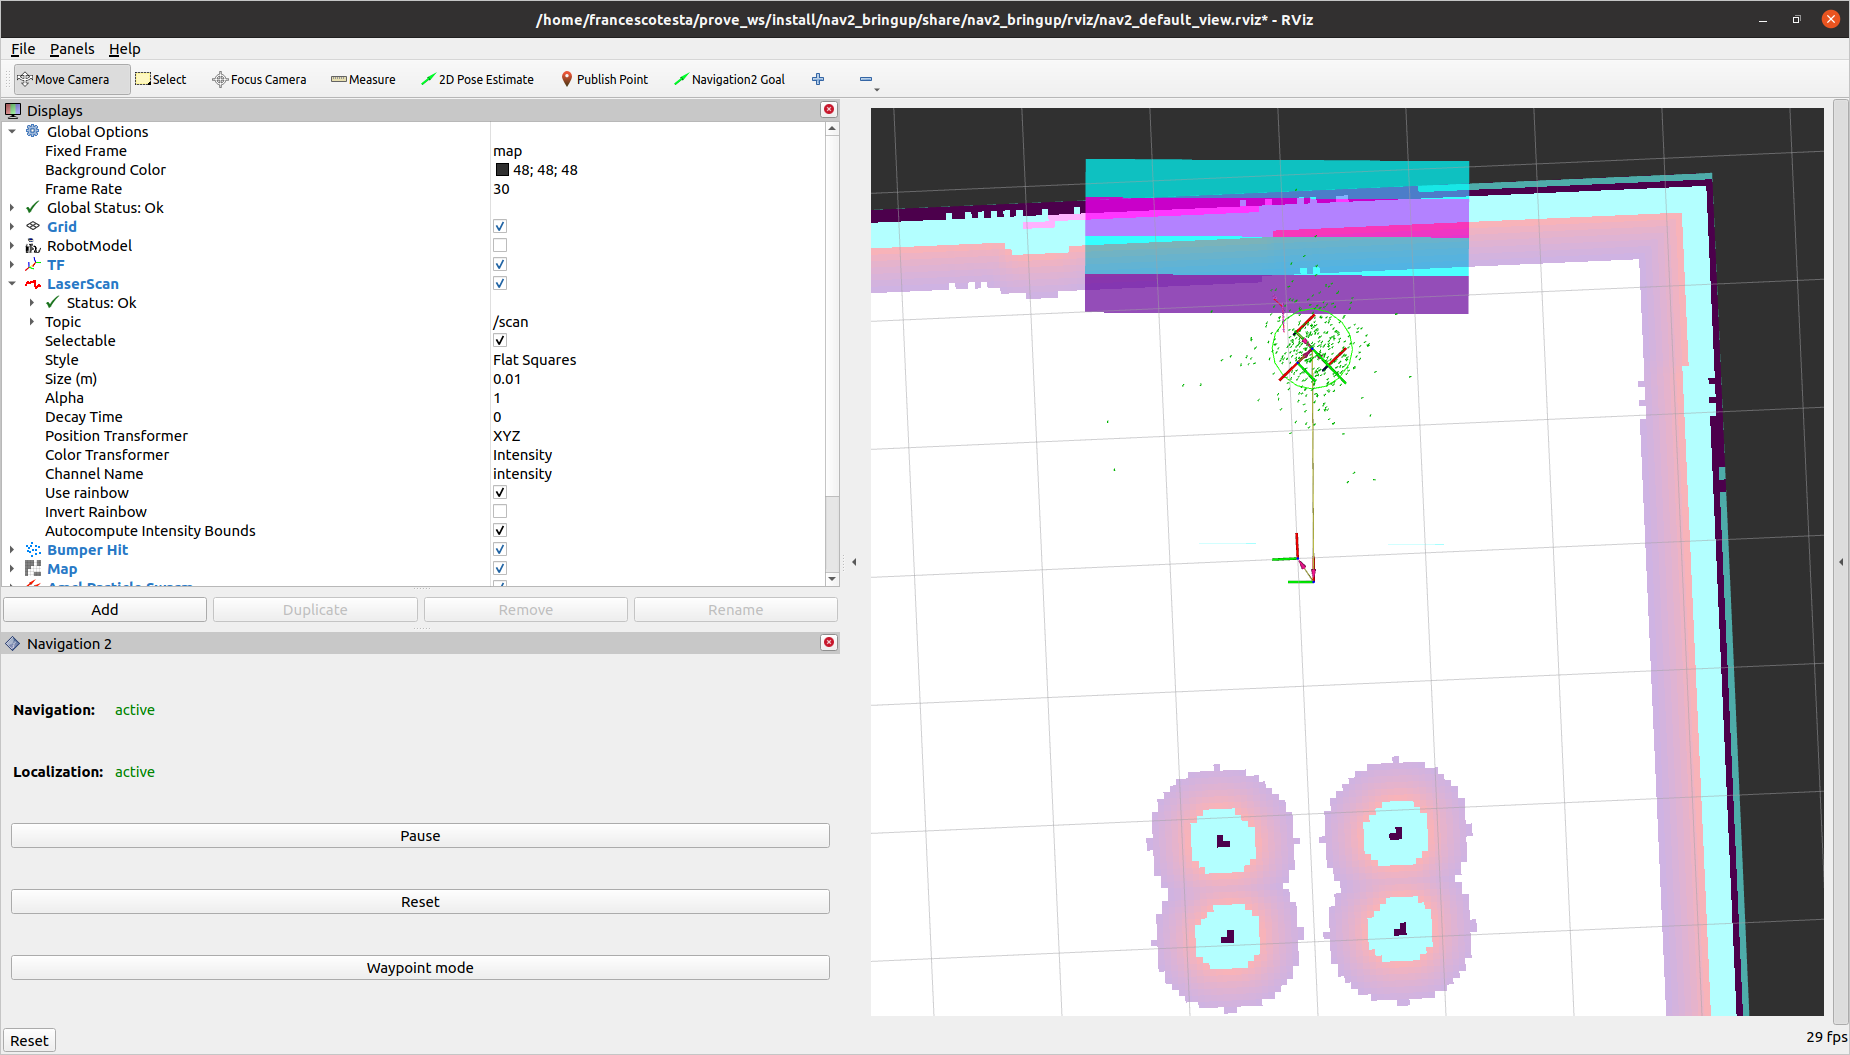 /home/francescotesta/prove_ws/install/nav2_bringup/share/nav2_bringup/rviz/nav2_default_view.rviz* - RViz
File Panels Help
Move Camera Select Focus Camera Measure 2D Pose Estimate Publish Point Navigation2 Goal
Displays
Global Options
Fixed Frame map
Background Color 48; 48; 48
Frame Rate 30
Global Status: Ok
Grid
RobotModel
TF
LaserScan
Status: Ok
Topic /scan
Selectable
Style Flat Squares
Size (m) 0.01
Alpha 1
Decay Time 0
Position Transformer XYZ
Color Transformer Intensity
Channel Name intensity
Use rainbow
Invert Rainbow
Autocompute Intensity Bounds
Bumper Hit
Map
Add Duplicate Remove Rename
Navigation 2
Navigation: active
Localization: active
Pause
Reset
Waypoint mode
Reset
29 fps